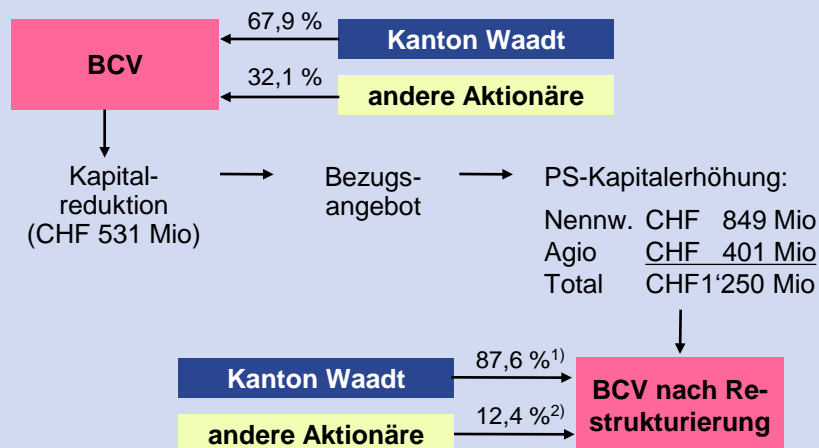 67,9 %
Kanton Waadt
BCV
32,1 %
andere Aktionäre
Kapital-
reduktion
(CHF 531 Mio)
Bezugs-
angebot
PS-Kapitalerhöhung:
Nennw. CHF 849 Mio
Agio CHF 401 Mio
Total CHF1‘250 Mio
Kanton Waadt
87,6 %1)
andere Aktionäre
12,4 %2)
BCV nach Re-
strukturierung